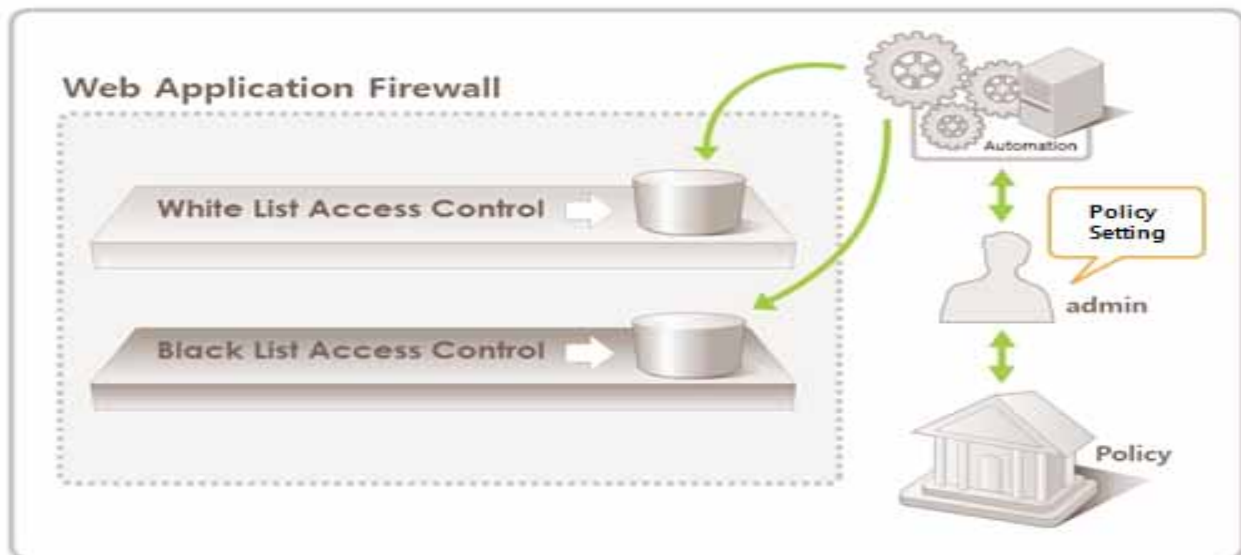 Web Application Firewall
White List Access Control
Black List Access Control
Automation
Policy
Setting
admin
Policy